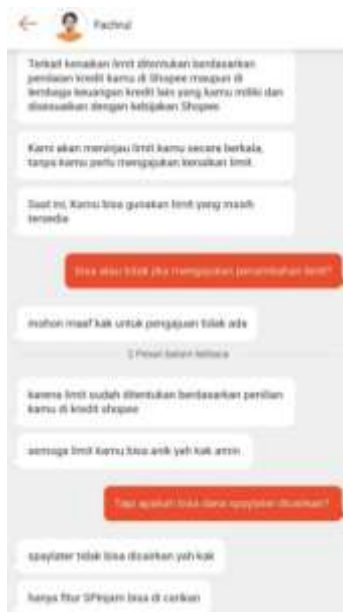 Fachrul
Terkait kenaikan limit ditentukan berdasarkan
penilaian kredit kamu di Shopee maupun di
lembaga keuangan kredit lain yang kamu miliki dan
disesuaikan dengan kebijakan Shopee
Kami akan meninjau limit kamu secara berkala,
tanpa kamu perlu mengajukan kenaikan limit.
Saat ini, Kamu bisa gunakan limit yang masih
tersedia
bisa atau tidak jika mengajukan penambahan limit?
mohon maaf kak untuk pengajuan tidak ada
2 Pesan belum terbaca
karena limit sudah ditentukan berdasarkan penilian
kamu di kredit shopee
semoga limit kamu bisa anik yah kak amin
Tapi apakah bisa dana spaylater dicairkan?
spaylater tidak bisa dicairkan yah kak
hanya fitur SPinjam bisa di carikan